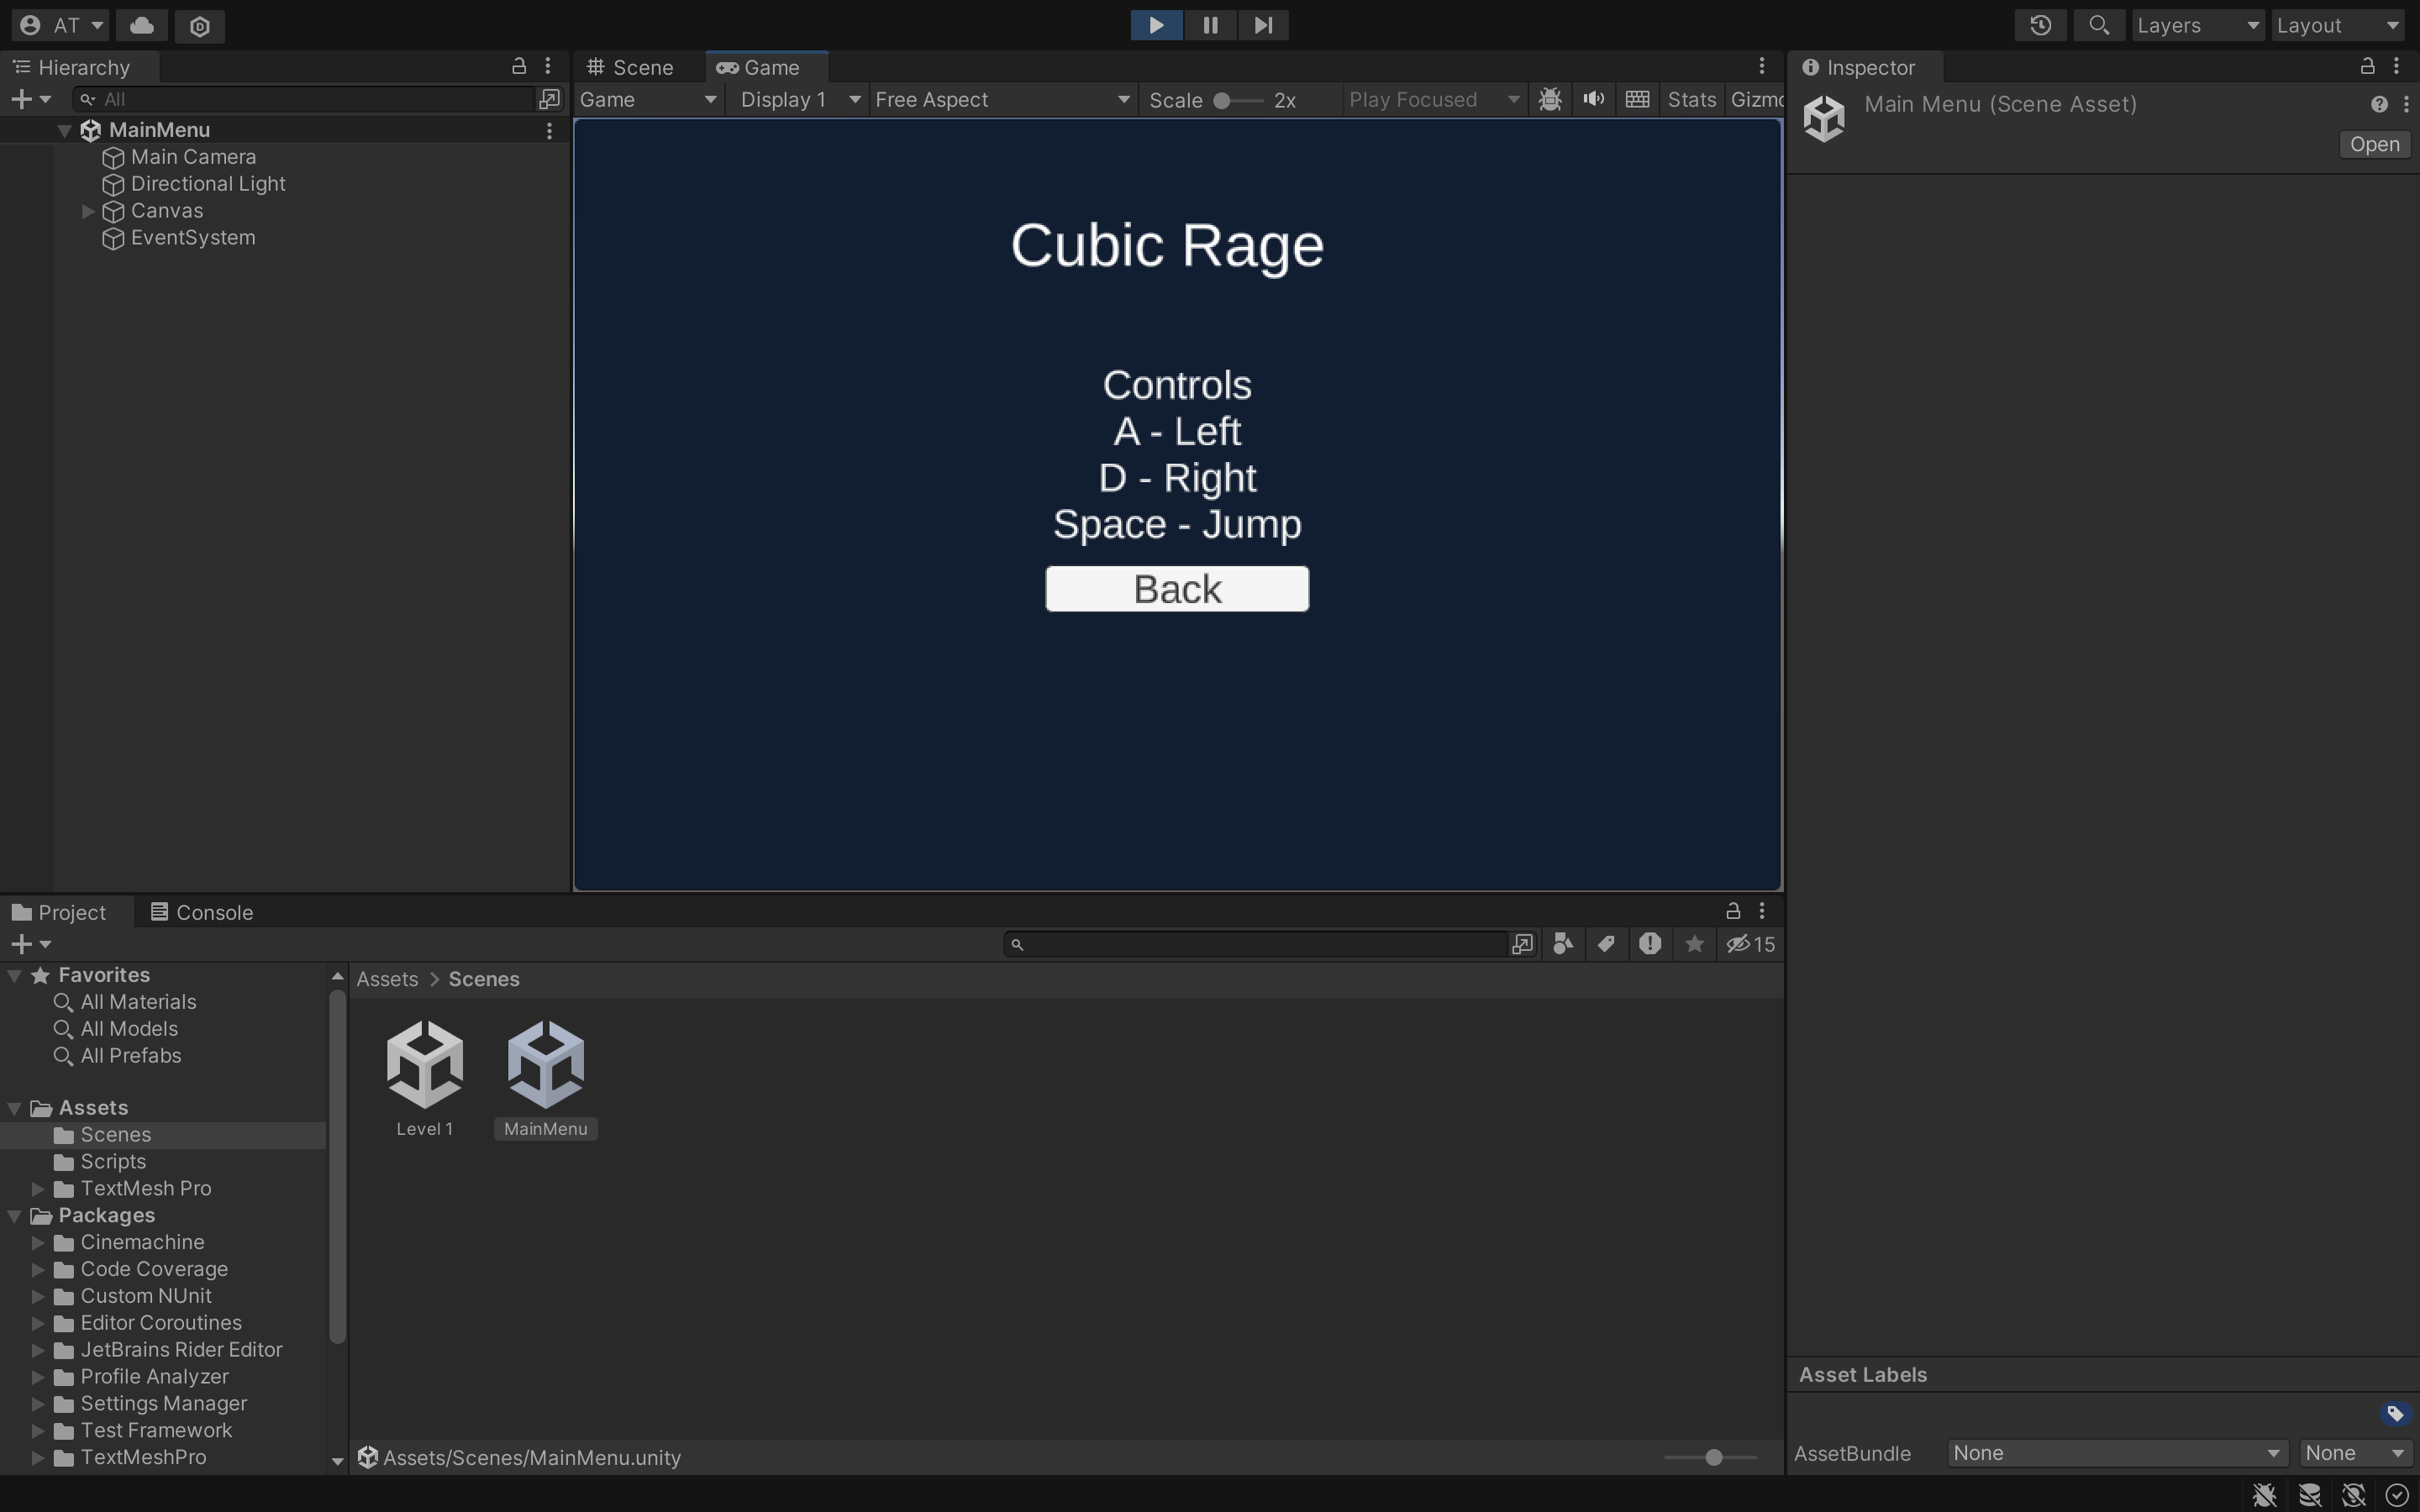 AT
Layers
Layout
Hierarchy
All
MainMenu
Main Camera
Directional Light
Canvas
EventSystem
Scene
Game
Game
Display 1
Free Aspect
Scale
2x
Play Focused
Stats
Gizmo
Cubic Rage
Controls
A - Left
D - Right
Space - Jump
Back
Inspector
Main Menu (Scene Asset)
Open
Project
Console
15
Favorites
All Materials
All Models
All Prefabs
Assets
Scenes
Scripts
TextMesh Pro
Packages
Cinemachine
Code Coverage
Custom NUnit
Editor Coroutines
JetBrains Rider Editor
Profile Analyzer
Settings Manager
Test Framework
TextMeshPro
Assets > Scenes
Level 1
MainMenu
Assets/Scenes/MainMenu.unity
Asset Labels
AssetBundle
None
None